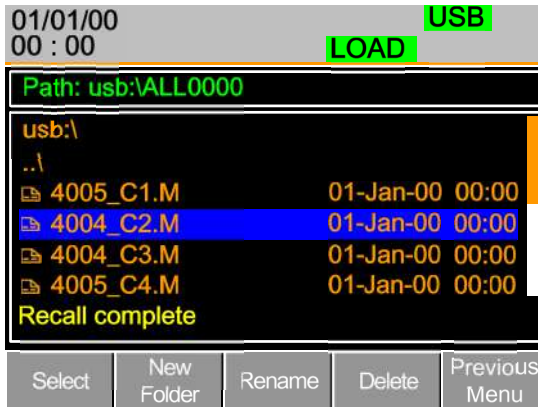 01/01/00
USB
00 : 00
LOAD
Path: usb:\ALL0000
usb:\
..\
4005_C1.M 01-Jan-00 00:00
4004_C2.M 01-Jan-00 00:00
4004_C3.M 01-Jan-00 00:00
4005_C4.M 01-Jan-00 00:00
Recall complete
Select
New
Folder
Rename
Delete
Previous
Menu